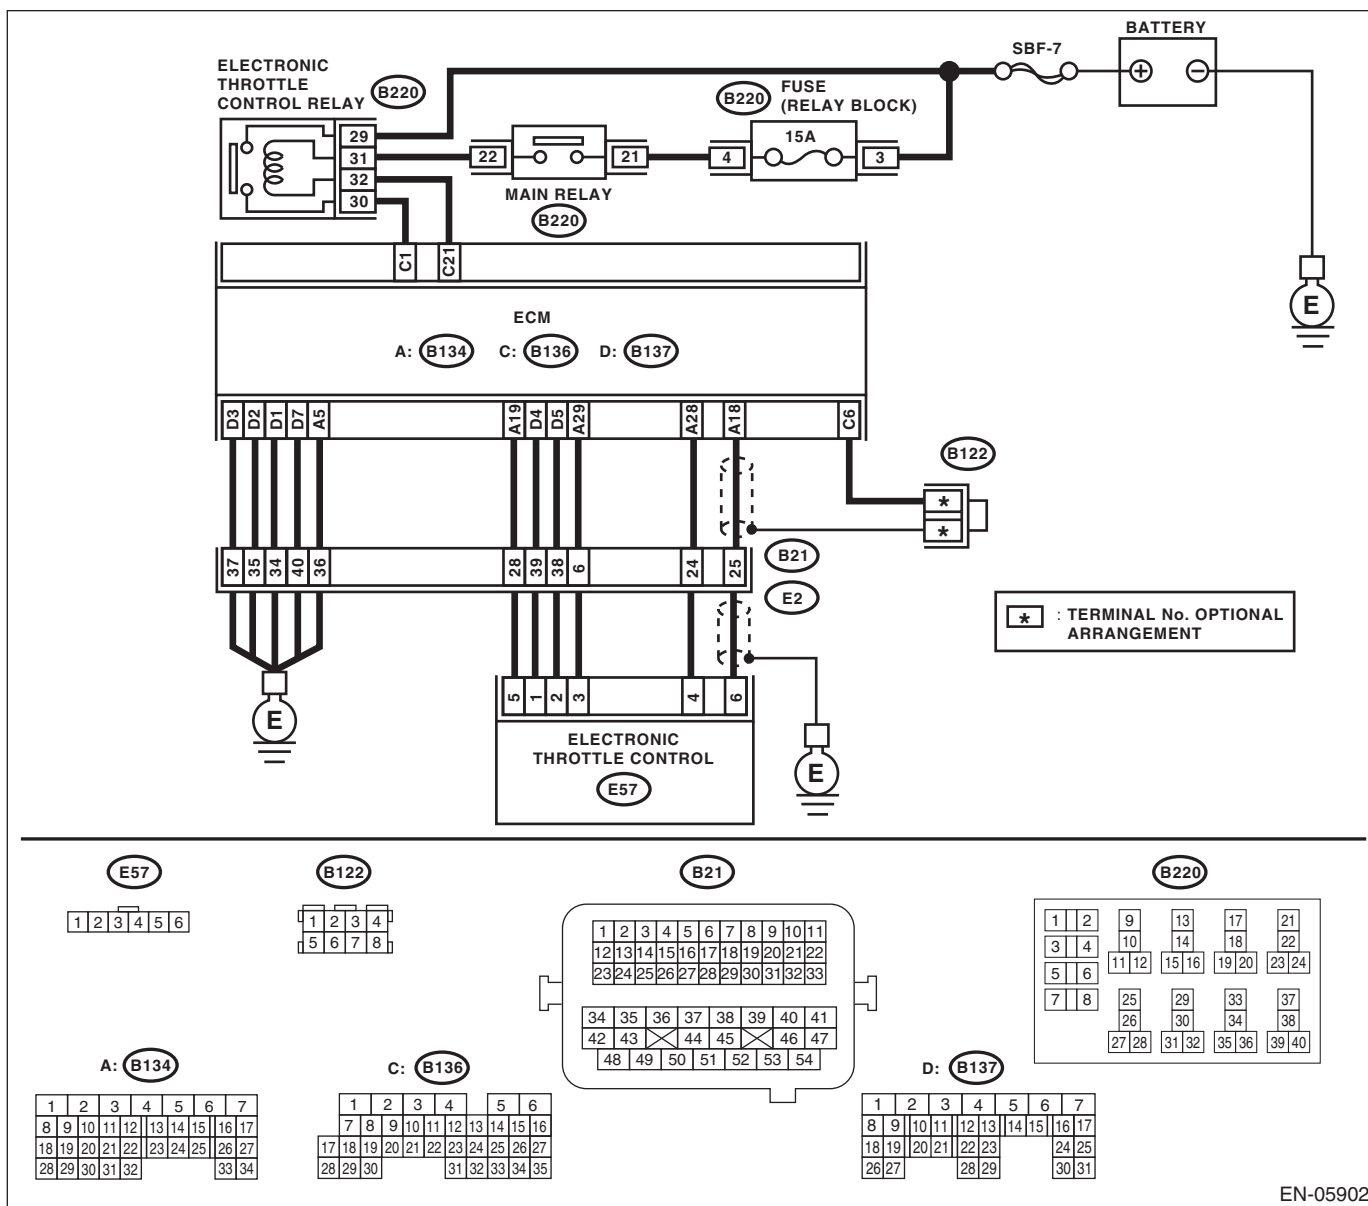 BATTERY
SBF-7
ELECTRONIC
THROTTLE
CONTROL RELAY
B220
B220
FUSE
(RELAY BLOCK)
15A
29
31
32
30
22
21
4
3
MAIN RELAY
B220
E
C1
C21
ECM
A: B134 C: B136 D: B137
D3 D2 D1 D7 A5 A19 D4 D5 A29 A28 A18 C6
B122
*
*
B21
37 35 34 40 36 28 39 38 6 24 25
E2
* : TERMINAL No. OPTIONAL
ARRANGEMENT
5 1 2 3 4 6
E
ELECTRONIC
THROTTLE CONTROL
E57
E
E57
1 2 3 4 5 6
B122
1 2 3 4
5 6 7 8
B21
1 2 3 4 5 6 7 8 9 10 11
12 13 14 15 16 17 18 19 20 21 22
23 24 25 26 27 28 29 30 31 32 33
34 35 36 37 38 39 40 41
42 43 44 45 46 47
48 49 50 51 52 53 54
B220
1 2 9 13 17 21
3 4 10 14 18 22
11 12 15 16 19 20 23 24
5 6
7 8 25 29 33 37
26 30 34 38
27 28 31 32 35 36 39 40
A: B134
1 2 3 4 5 6 7
8 9 10 11 12 13 14 15 16 17
18 19 20 21 22 23 24 25 26 27
28 29 30 31 32 33 34
C: B136
1 2 3 4 5 6
7 8 9 10 11 12 13 14 15 16
17 18 19 20 21 22 23 24 25 26 27
28 29 30 31 32 33 34 35
D: B137
1 2 3 4 5 6 7
8 9 10 11 12 13 14 15 16 17
18 19 20 21 22 23 24 25
26 27 28 29 30 31
EN-05902